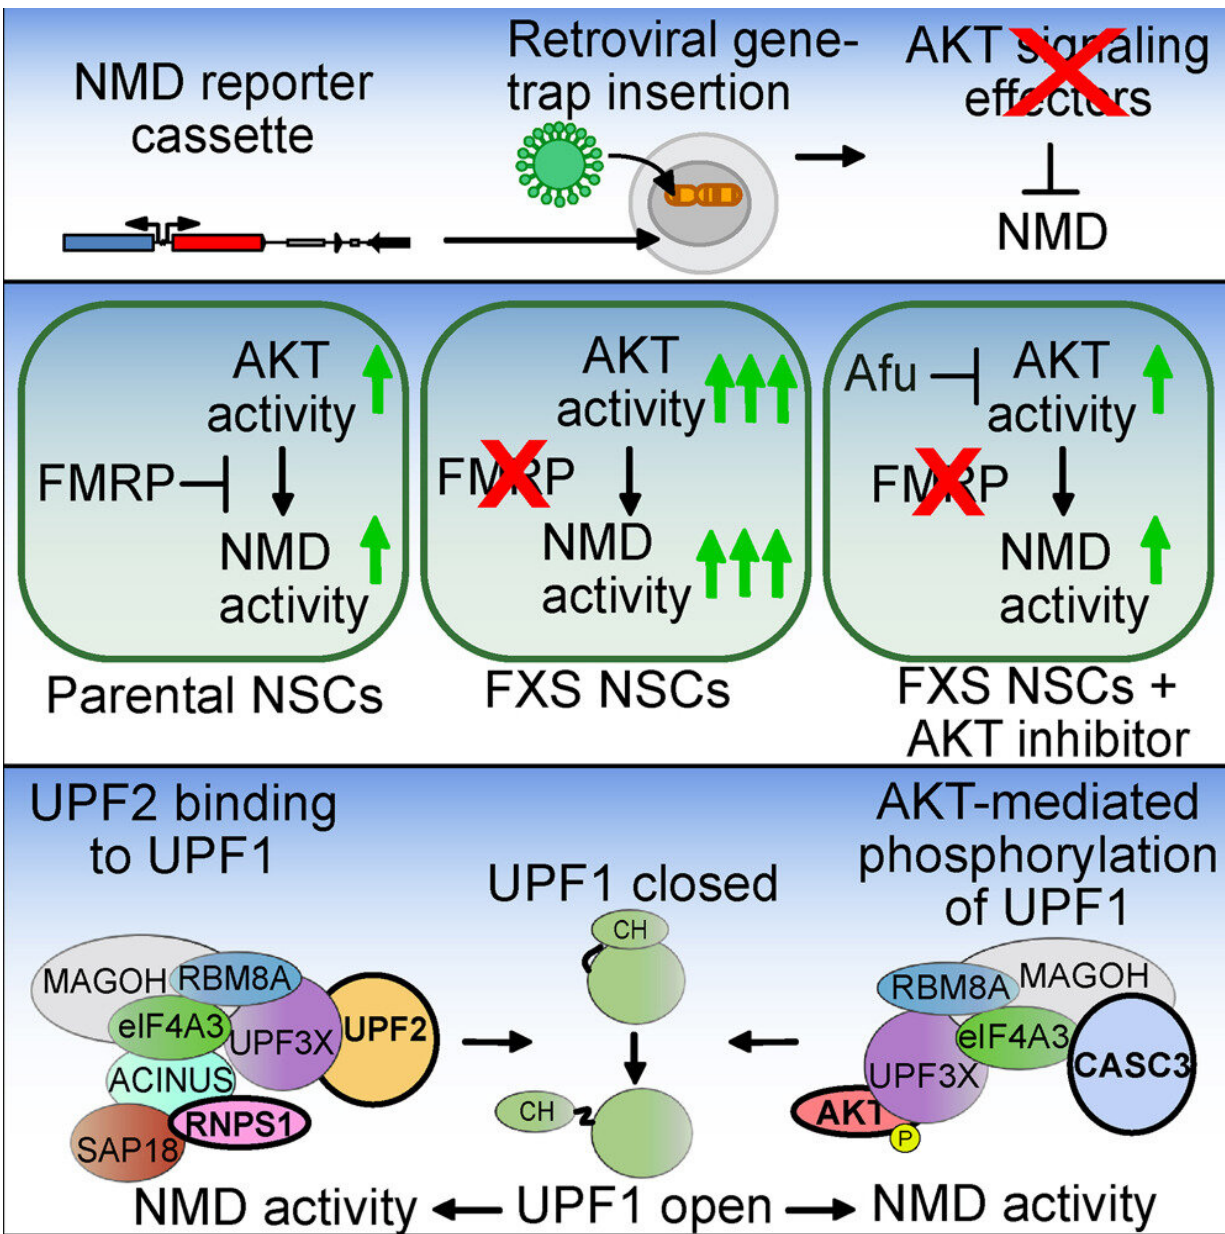 NMD reporter
cassette
Retroviral gene-
trap insertion
AKT signaling
effectors
NMD
AKT
activity
FMRP
NMD
activity
Parental NSCs
AKT
activity
FMRP
NMD
activity
FXS NSCs
Afu
AKT
activity
FMRP
NMD
activity
FXS NSCs +
AKT inhibitor
UPF2 binding
to UPF1
MAGOH
RBM8A
eIF4A3
UPF3X
UPF2
ACINUS
RNPS1
SAP18
NMD activity
UPF1 closed
CH
CH
UPF1 open
AKT-mediated
phosphorylation
of UPF1
RBM8A
MAGOH
eIF4A3
UPF3X
CASC3
AKT
P
NMD activity